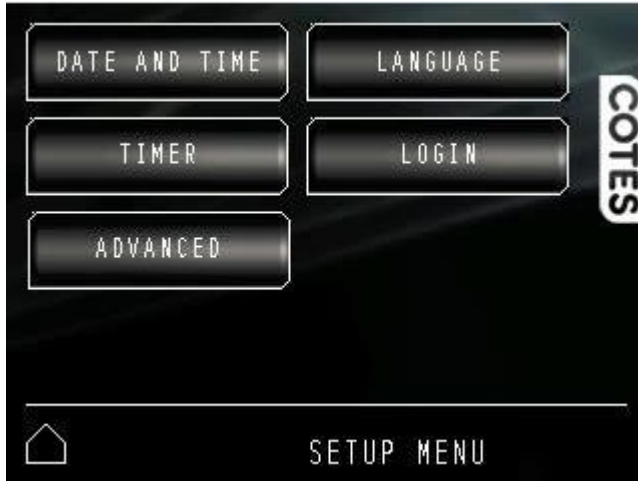 DATE AND TIME
LANGUAGE
TIMER
LOGIN
ADVANCED
COTES
SETUP MENU